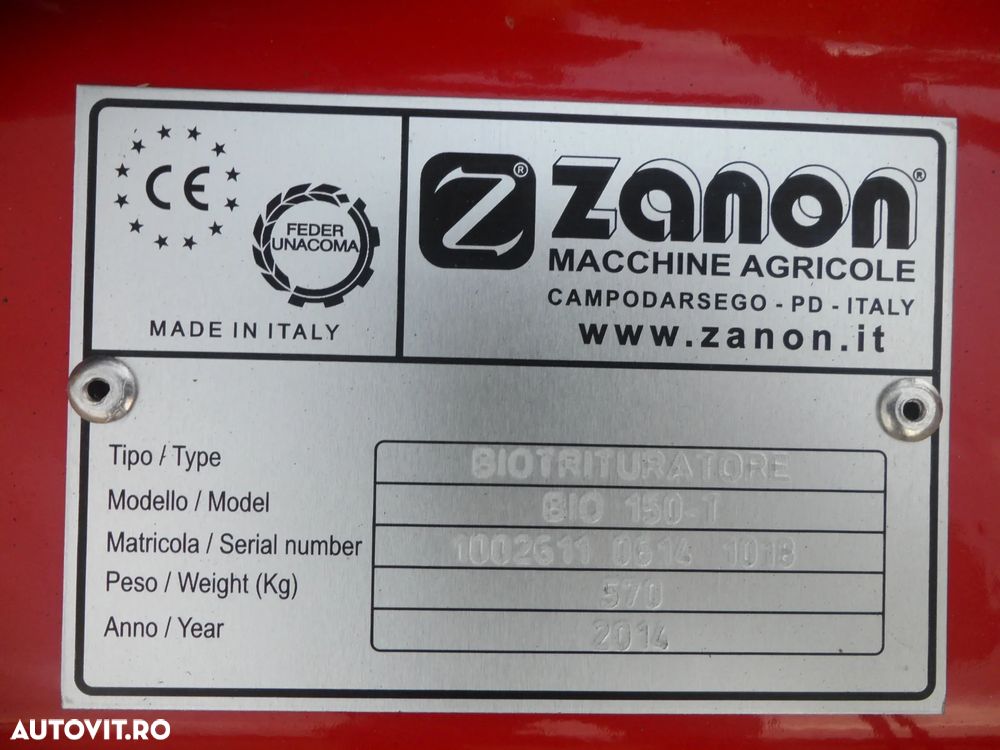 CE
FEDER
UNACOMA
MADE IN ITALY
Z®
Zanon®
MACCHINE AGRICOLE
CAMPODARSEGO - PD - ITALY
www.zanon.it
Tipo / Type BIOTRITURATORE
Modello / Model BIO 150-T
Matricola / Serial number 1002611 0614 1018
Peso / Weight (Kg) 570
Anno / Year 2014
AUTOVIT.RO